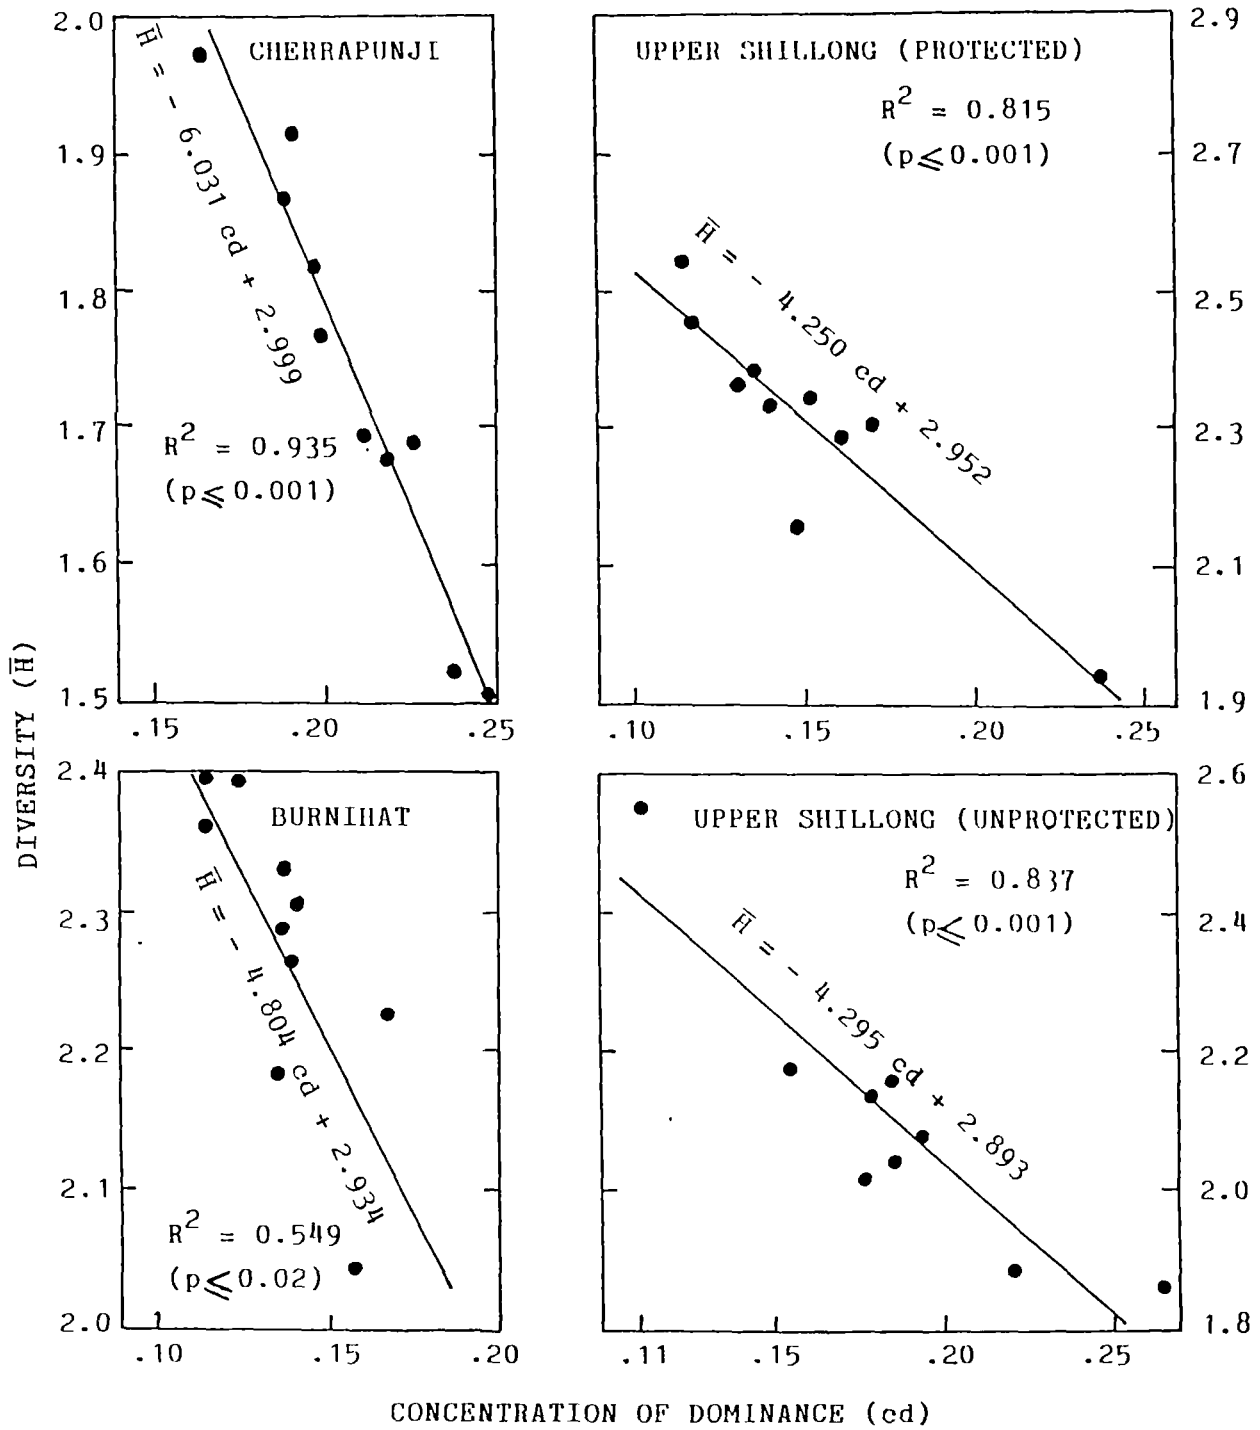 2.0
1.9
1.8
1.7
1.6
1.5
CHERRAPUNJI
H̅ = - 6.031 cd + 2.999
R² = 0.935
(p⩽0.001)
.15 .20 .25
UPPER SHILLONG (PROTECTED)
R² = 0.815
(p⩽0.001)
H̅ = - 4.250 cd + 2.952
2.9
2.7
2.5
2.3
2.1
1.9
.10 .15 .20
DIVERSITY (H̅)
2.4
2.3
2.2
2.1
2.0
BURNIHAT
H̅ = - 4.804 cd + 2.934
R² = 0.549
(p⩽0.02)
.10 .15 .20
UPPER SHILLONG (UNPROTECTED)
R² = 0.837
(p⩽0.001)
H̅ = - 4.295 cd + 2.893
2.6
2.4
2.2
2.0
1.8
.11 .15 .20 .25
CONCENTRATION OF DOMINANCE (cd)